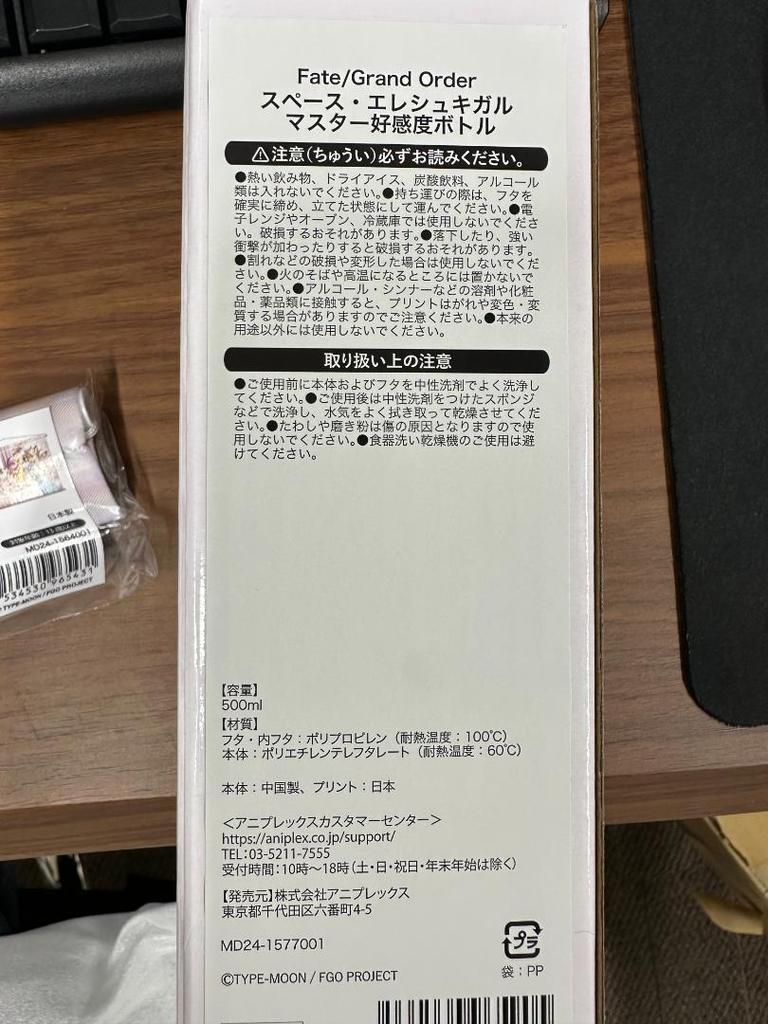 Fate/Grand Order
スペース・エレシュキガル
マスター好感度ボトル
⚠注意(ちゅうい)必ずお読みください。
●熱い飲み物、ドライアイス、炭酸飲料、アルコール
類は入れないでください。●持ち運びの際は、フタを
確実に締め、立てた状態にして運んでください。●電
子レンジやオーブン、冷蔵庫では使用しないでくださ
い。破損するおそれがあります。●落下したり、強い
衝撃が加わったりすると破損するおそれがあります。
●割れなどの破損や変形した場合は使用しないでくだ
さい。●火のそばや高温になるところには置かないで
ください。●アルコール・シンナーなどの溶剤や化粧
品・薬品類に接触すると、プリントはがれや変色・変
質する場合がありますのでご注意ください。●本来の
用途以外には使用しないでください。
取り扱い上の注意
●ご使用前に本体およびフタを中性洗剤でよく洗浄し
てください。●ご使用後は中性洗剤をつけたスポンジ
などで洗浄し、水気をよく拭き取って乾燥させてくだ
さい。●たわしや磨き粉は傷の原因となりますので使
用しないでください。●食器洗い乾燥機のご使用は避
けてください。
【容量】
500ml
【材質】
フタ・内フタ：ポリプロピレン（耐熱温度：100℃）
本体：ポリエチレンテレフタレート（耐熱温度：60℃）
本体：中国製、プリント：日本
＜アニプレックスカスタマーセンター＞
https://aniplex.co.jp/support/
TEL:03-5211-7555
受付時間：10時～18時（土・日・祝日・年末年始は除く）
【発売元】株式会社アニプレックス
東京都千代田区六番町4-5
MD24-1577001
プラ
袋：PP
©TYPE-MOON / FGO PROJECT
日本製
MD24-1564001
534530 965431
TYPE-MOON / FGO PROJECT